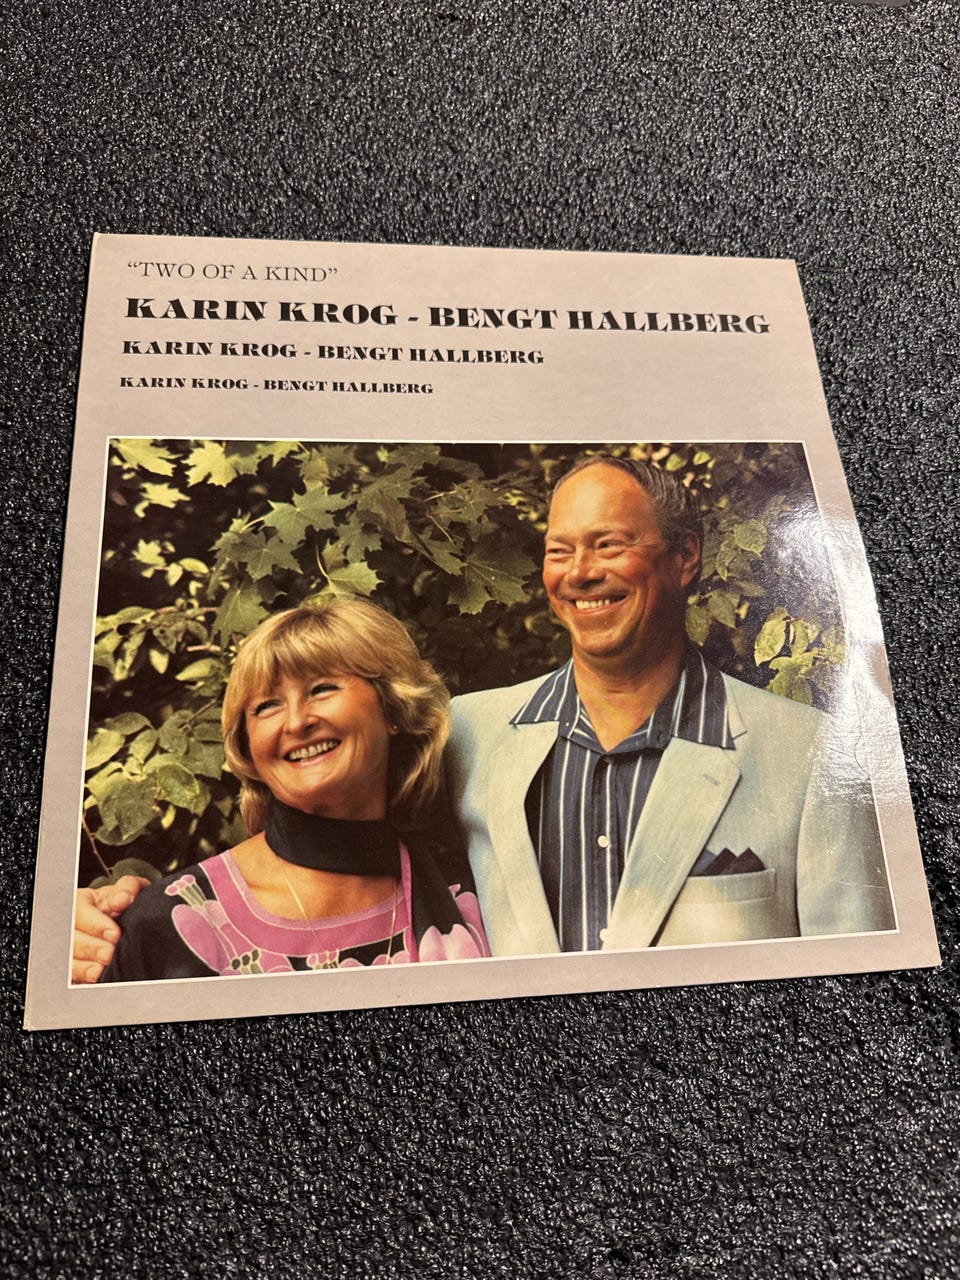 “TWO OF A KIND”
KARIN KROG - BENGT HALLBERG
KARIN KROG - BENGT HALLBERG
KARIN KROG - BENGT HALLBERG